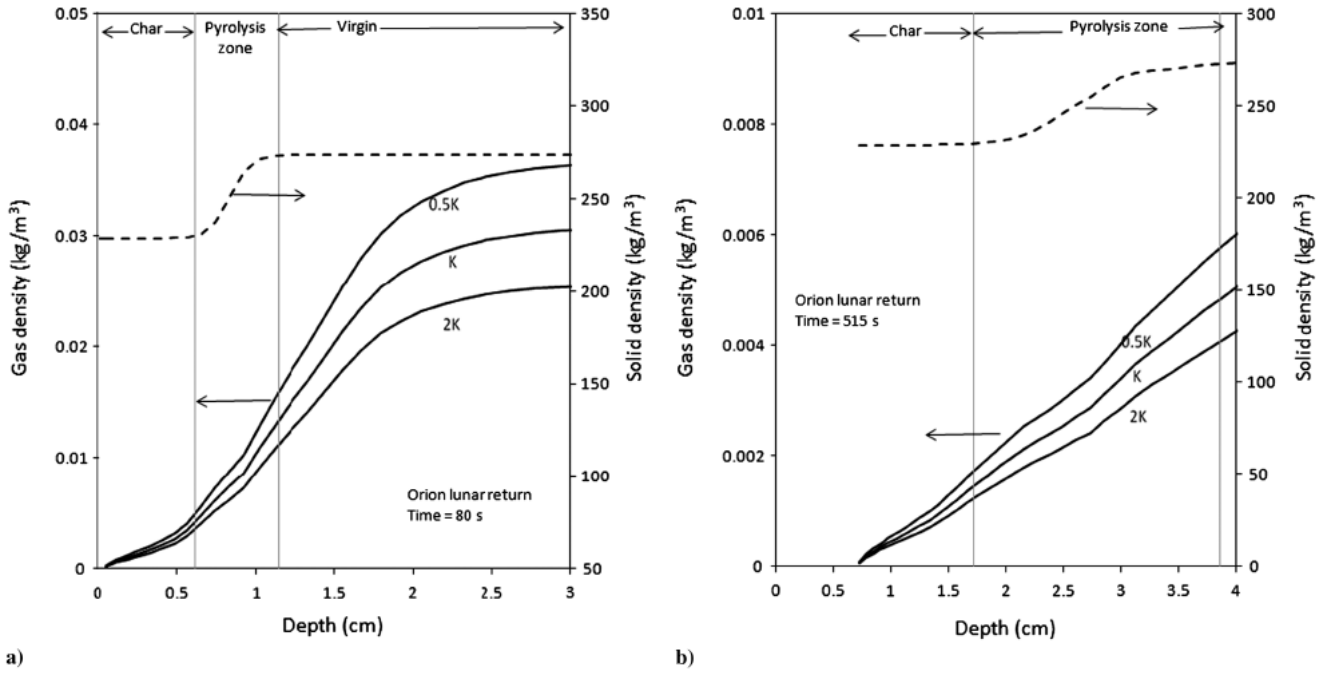 0.05
0.04
0.03
0.02
0.01
0
Gas density (kg/m³)
350
300
250
200
150
100
50
Solid density (kg/m³)
Char
Pyrolysis
zone
Virgin
0.5K
K
2K
Orion lunar return
Time = 80 s
0 0.5 1 1.5 2 2.5 3
Depth (cm)
a)
0.01
0.008
0.006
0.004
0.002
0
Gas density (kg/m³)
300
250
200
150
100
50
0
Solid density (kg/m³)
Char
Pyrolysis zone
Orion lunar return
Time = 515 s
0.5K
K
2K
0 0.5 1 1.5 2 2.5 3 3.5 4
Depth (cm)
b)